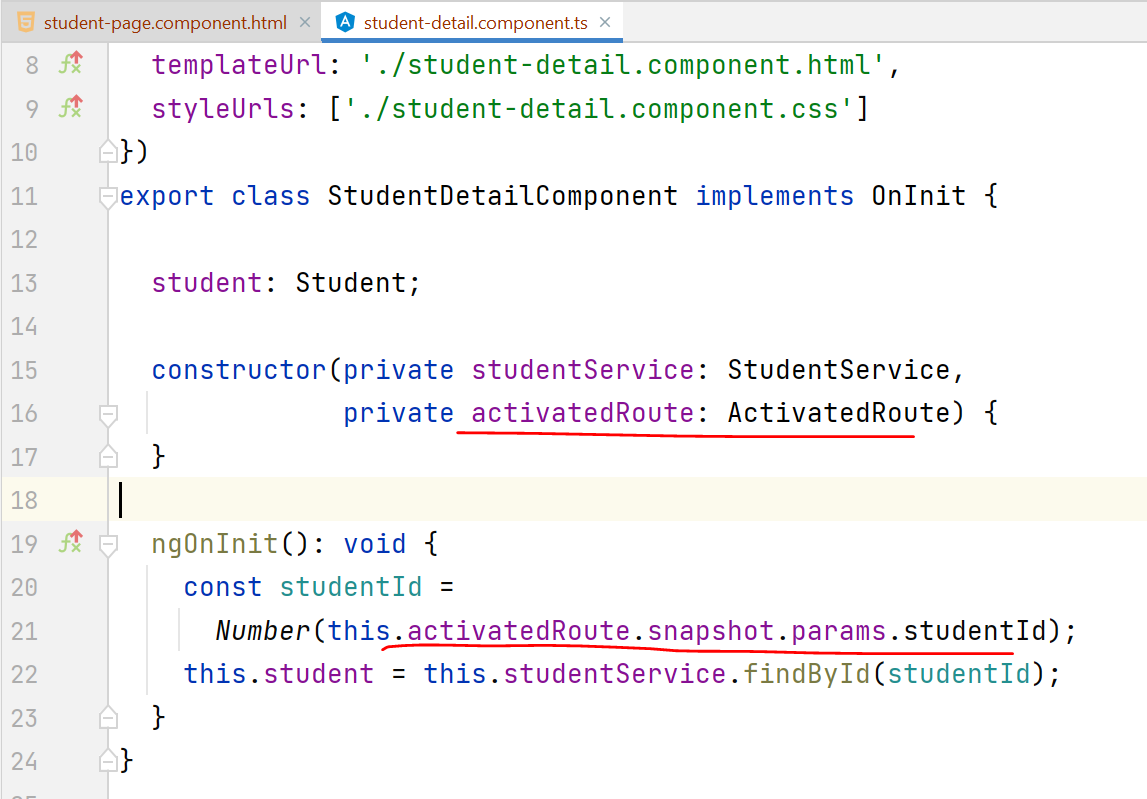 student-page.component.html × student-detail.component.ts ×
8 templateUrl: './student-detail.component.html',
9 styleUrls: ['./student-detail.component.css']
10 })
11 export class StudentDetailComponent implements OnInit {
12
13 student: Student;
14
15 constructor(private studentService: StudentService,
16 private activatedRoute: ActivatedRoute) {
17 }
18
19 ngOnInit(): void {
20 const studentId =
21 Number(this.activatedRoute.snapshot.params.studentId);
22 this.student = this.studentService.findById(studentId);
23 }
24 }